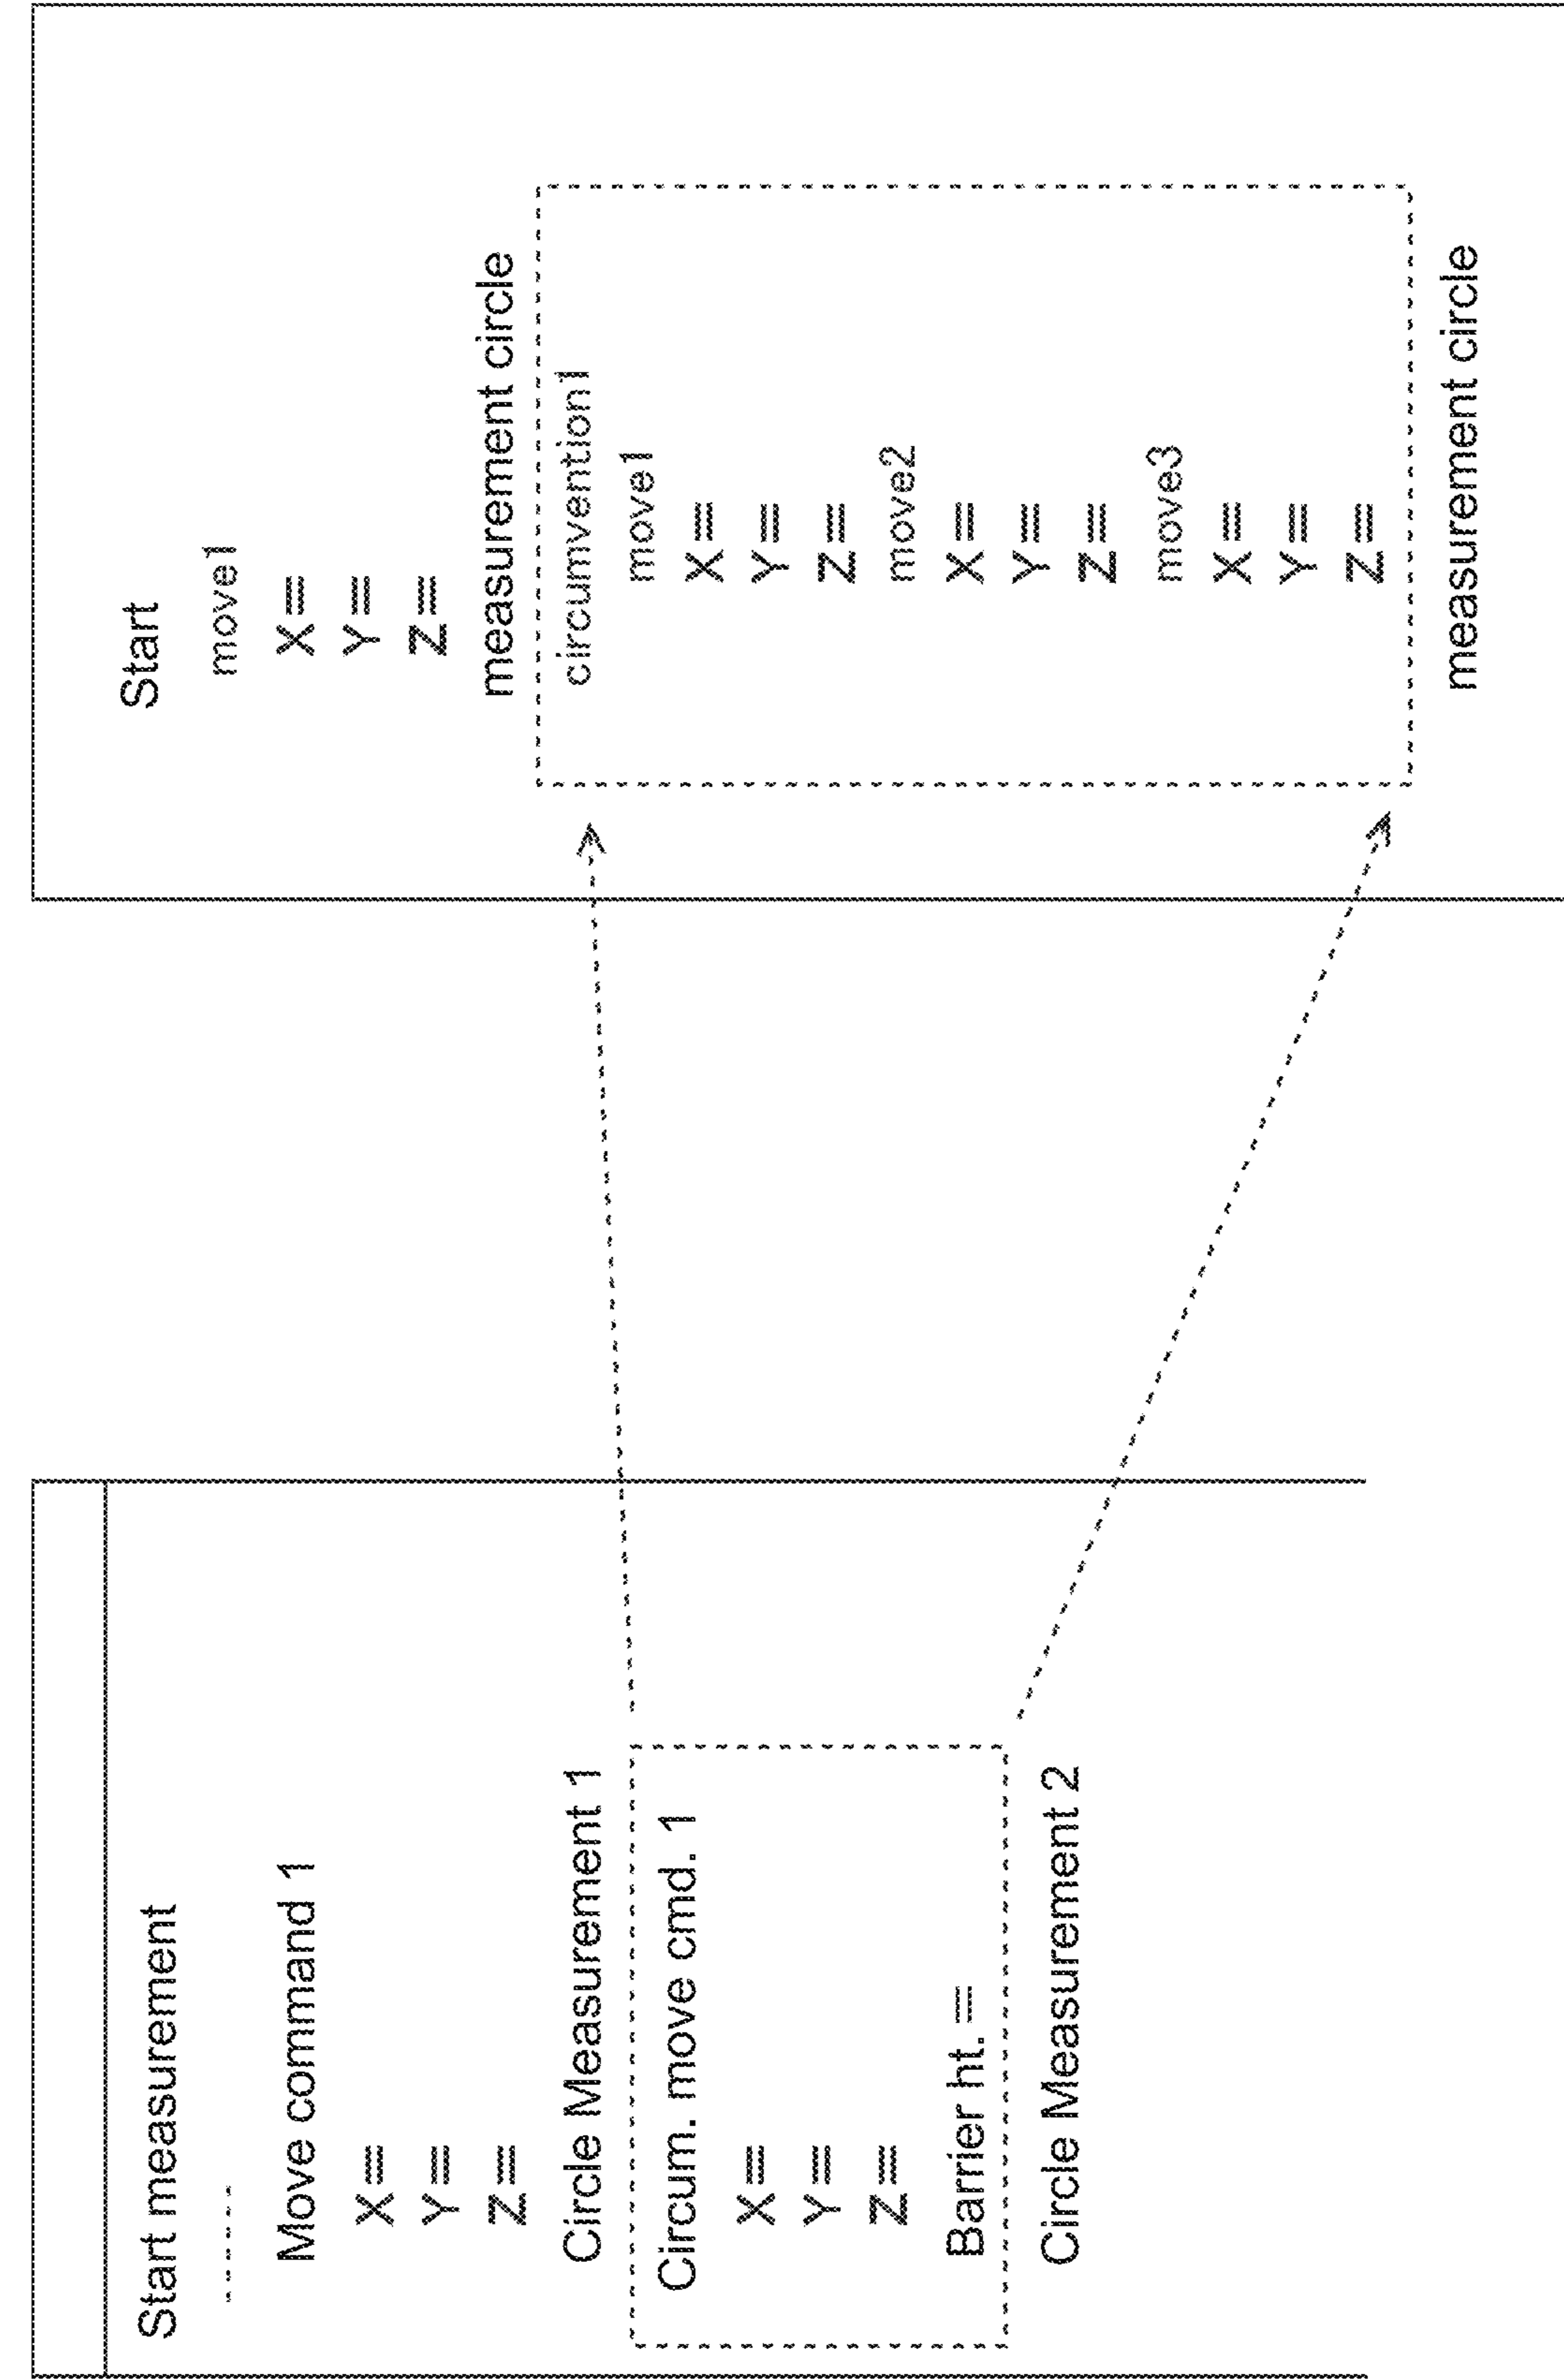 Start measurement
......
Move command 1
X=
Y=
Z=
Circle Measurement 1
Circum. move cmd. 1
X=
Y=
Z=
Barrier ht. =
Circle Measurement 2
Start
move1
X=
Y=
Z=
measurement circle
circumvention1
move1
X=
Y=
Z=
move2
X=
Y=
Z=
move3
X=
Y=
Z=
measurement circle